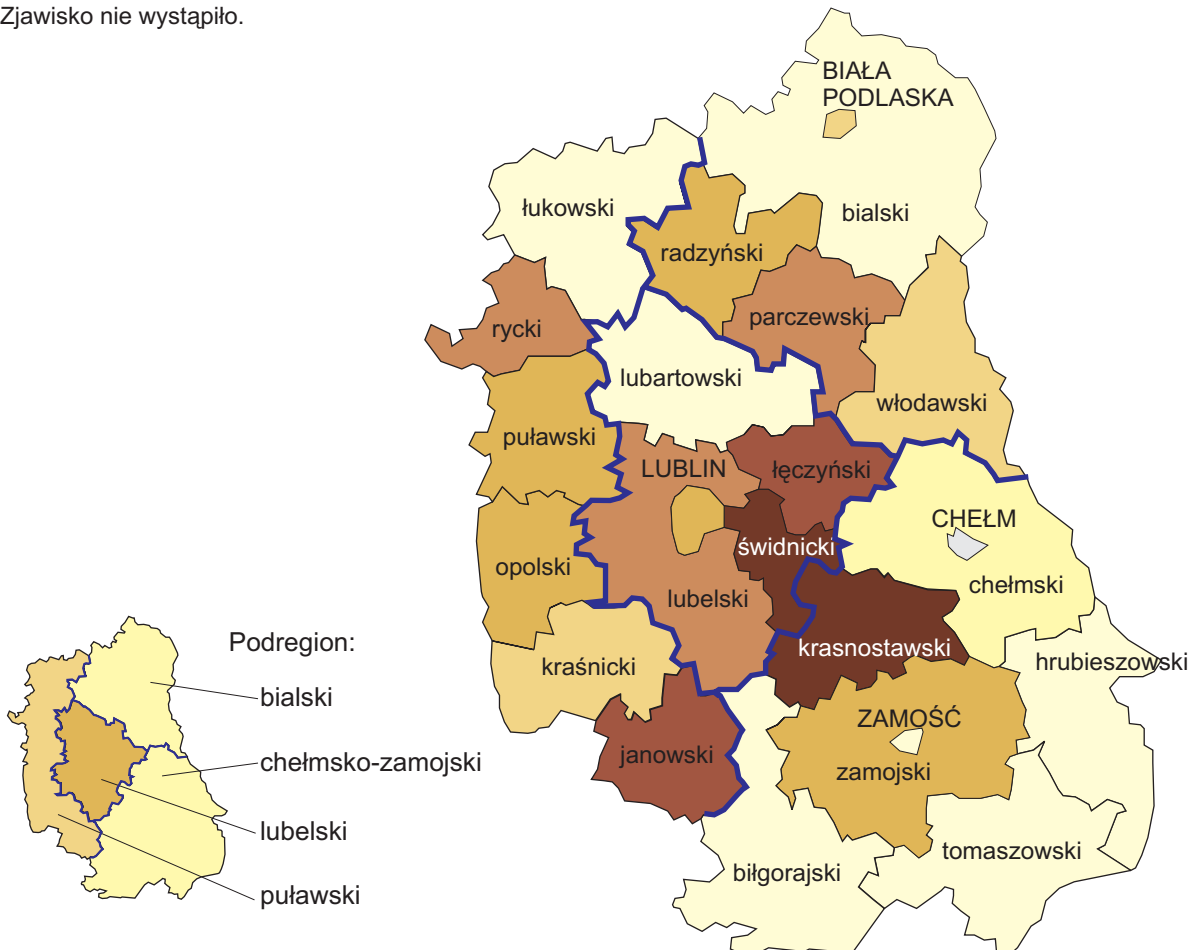 Zjawisko nie wystąpiło.
BIAŁA
PODLASKA
łukowski
bialski
radzyński
rycki
parczewski
lubartowski
włodawski
puławski
LUBLIN
łęczyński
CHEŁM
świdnicki
opolski
chełmski
lubelski
krasnostawski
kraśnicki
hrubieszowski
ZAMOŚĆ
janowski
zamojski
tomaszowski
biłgorajski
Podregion:
bialski
chełmsko-zamojski
lubelski
puławski